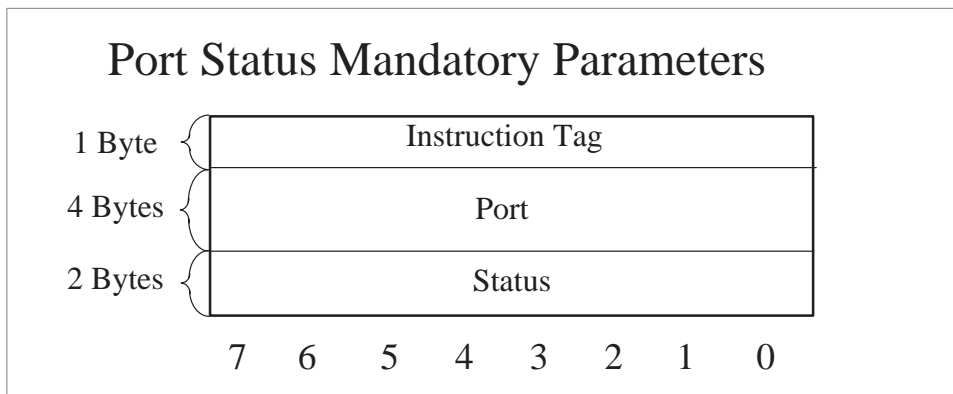 Port Status Mandatory Parameters
1 Byte
Instruction Tag
4 Bytes
Port
2 Bytes
Status
7 6 5 4 3 2 1 0